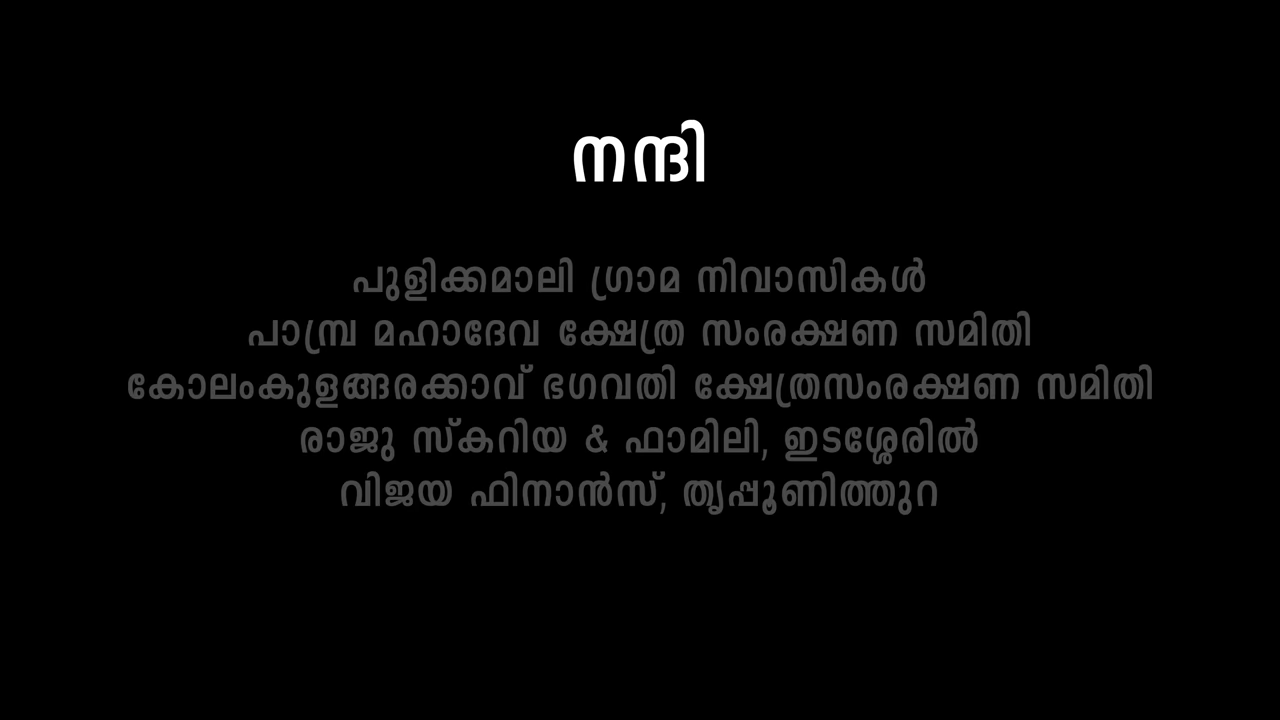 നന്ദി
പുളിക്കമാലി ഗ്രാമ നിവാസികൾ
പാമ്പ്ര മഹാദേവ ക്ഷേത്ര സംരക്ഷണ സമിതി
കോലംകുളങ്ങരക്കാവ് ഭഗവതി ക്ഷേത്രസംരക്ഷണ സമിതി
രാജു സ്കറിയ & ഫാമിലി, ഇടശ്ശേരിൽ
വിജയ ഫിനാൻസ്, തൃപ്പൂണിത്തുറ